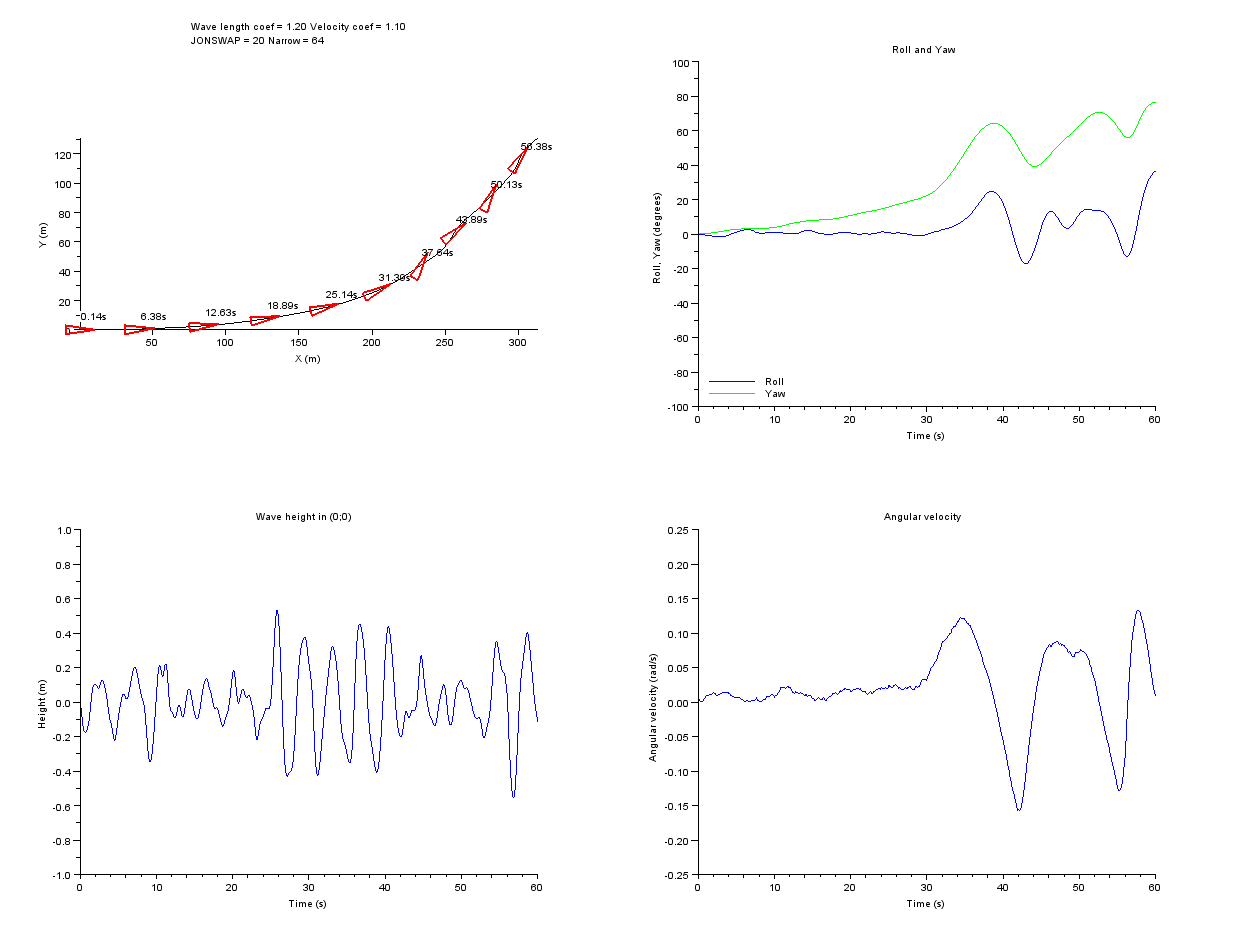 Wave length coef = 1.20 Velocity coef = 1.10
JONSWAP = 20 Narrow = 64
120
100
80
60
40
20
Y (m)
-0.14s
6.38s
12.63s
18.89s
25.14s
31.39s
37.64s
43.89s
50.13s
56.38s
50
100
150
200
250
300
X (m)
Roll and Yaw
100
80
60
40
20
0
-20
-40
-60
-80
-100
Roll, Yaw (degrees)
Roll
Yaw
0
10
20
30
40
50
60
Time (s)
Wave height in (0;0)
1.0
0.8
0.6
0.4
0.2
0.0
-0.2
-0.4
-0.6
-0.8
-1.0
Height (m)
0
10
20
30
40
50
60
Time (s)
Angular velocity
0.25
0.20
0.15
0.10
0.05
0.00
-0.05
-0.10
-0.15
-0.20
-0.25
Angular velocity (rad/s)
0
10
20
30
40
50
60
Time (s)